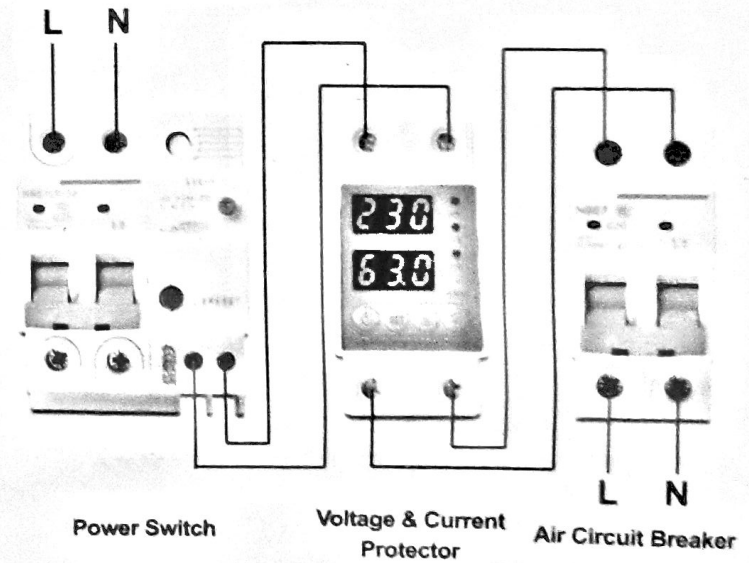 L N
230
63.0
L N
Power Switch
Voltage & Current
Protector
Air Circuit Breaker